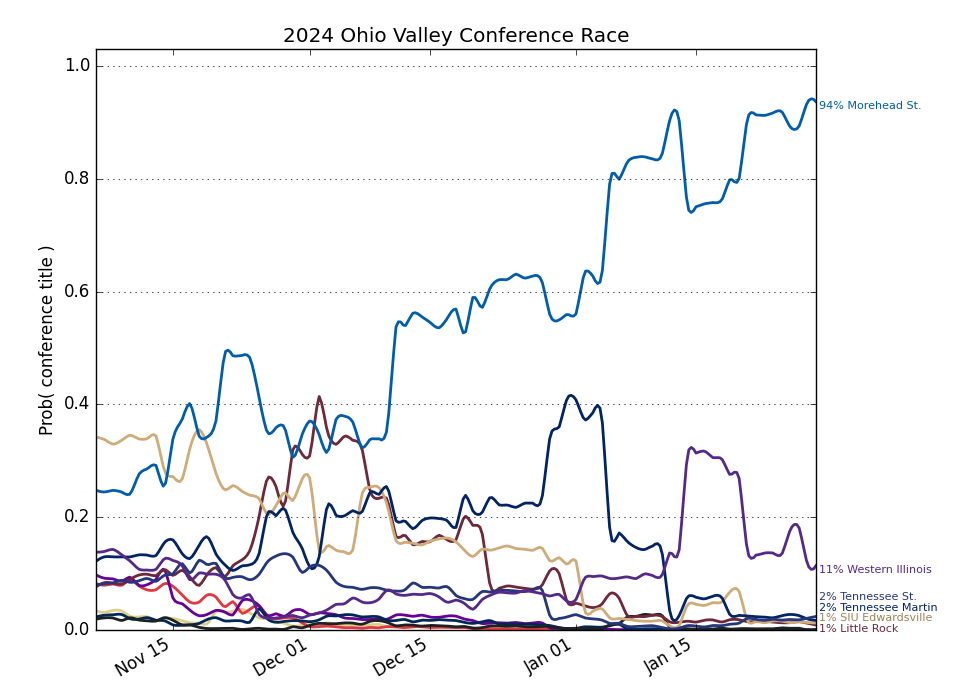 2024 Ohio Valley Conference Race
Prob( conference title )
1.0
0.8
0.6
0.4
0.2
0.0
Nov 15
Dec 01
Dec 15
Jan 01
Jan 15
94% Morehead St.
11% Western Illinois
2% Tennessee St.
2% Tennessee Martin
1% SIU Edwardsville
1% Little Rock